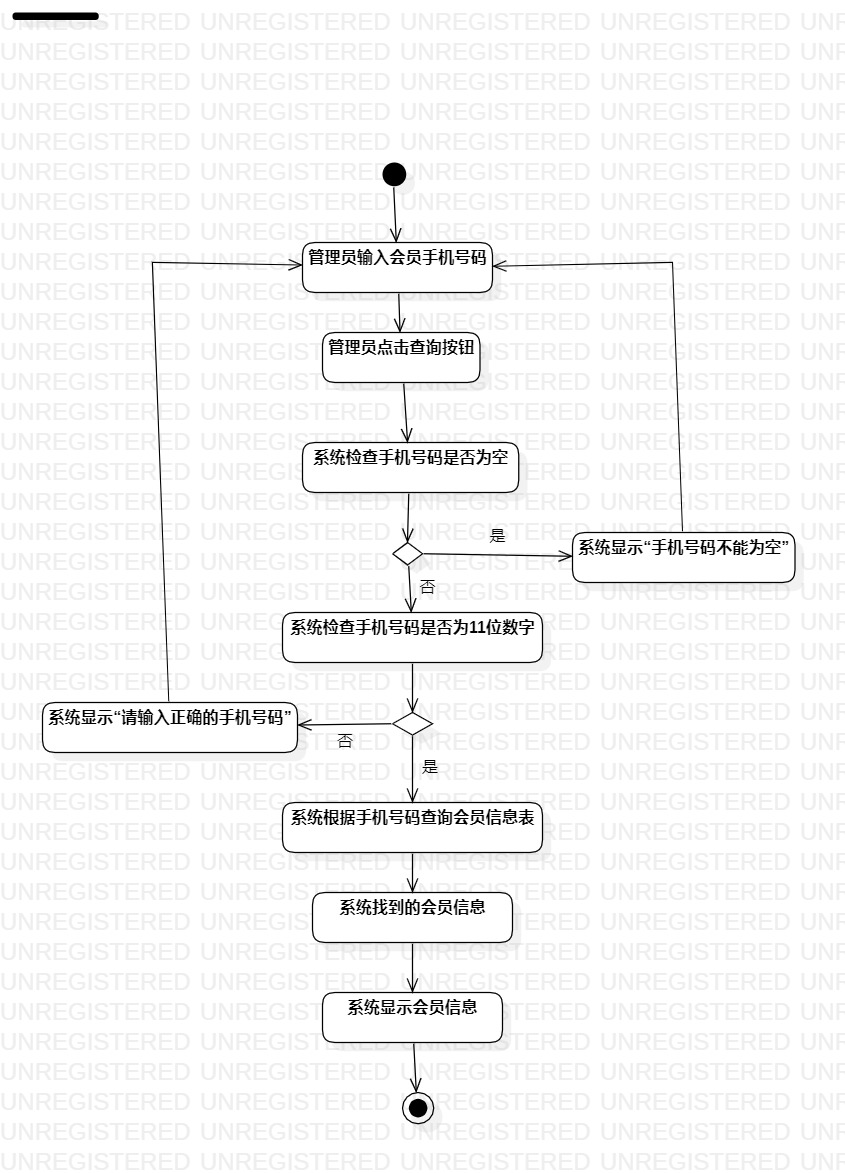 管理员输入会员手机号码
管理员点击查询按钮
系统检查手机号码是否为空
是
系统显示“手机号码不能为空”
否
系统检查手机号码是否为11位数字
系统显示“请输入正确的手机号码”
否
是
系统根据手机号码查询会员信息表
系统找到的会员信息
系统显示会员信息
UNREGISTERED